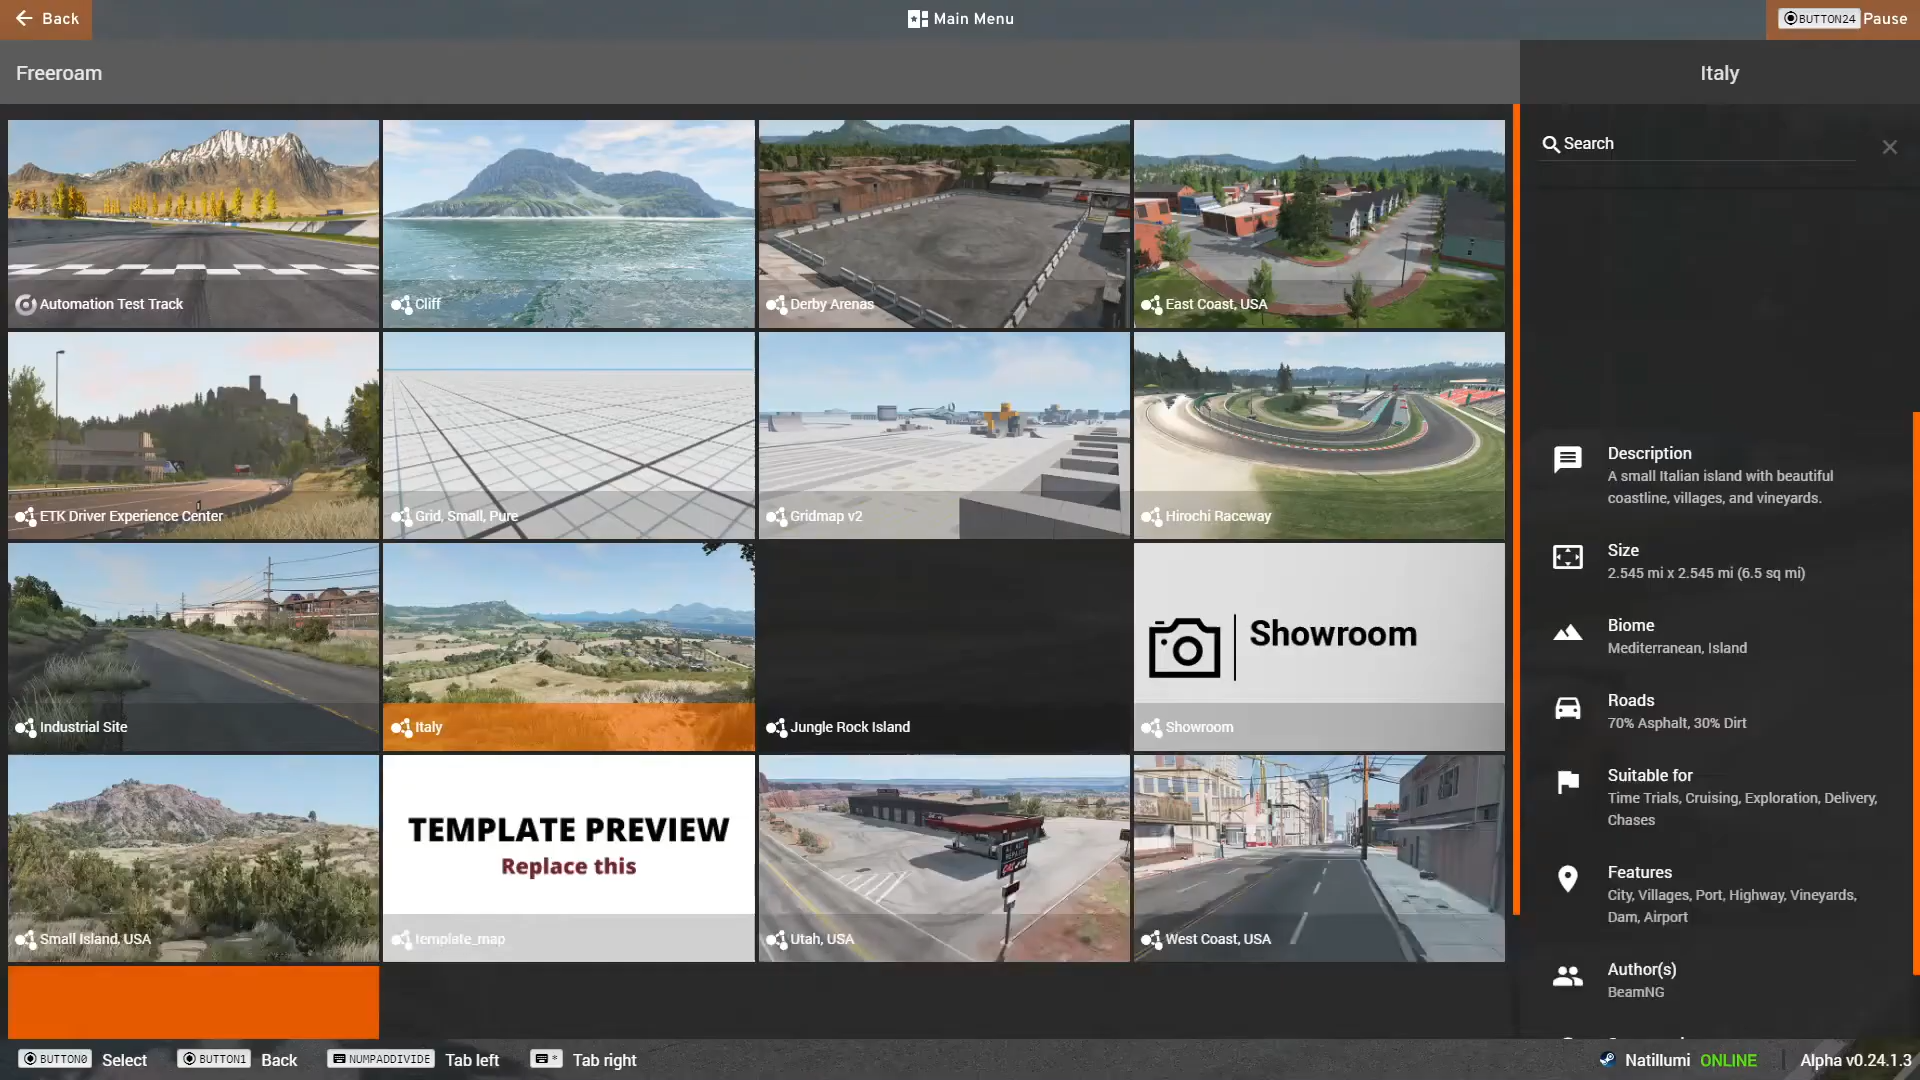 Back
Main Menu
BUTTON24 Pause
Freeroam
Italy
Automation Test Track
Cliff
Derby Arenas
East Coast, USA
Search
ETK Driver Experience Center
Grid, Small, Pure
Gridmap v2
Hirochi Raceway
Description
A small Italian island with beautiful
coastline, villages, and vineyards.
Size
2.545 mi x 2.545 mi (6.5 sq mi)
Biome
Mediterranean, Island
Roads
70% Asphalt, 30% Dirt
Suitable for
Time Trials, Cruising, Exploration, Delivery,
Chases
Features
City, Villages, Port, Highway, Vineyards,
Dam, Airport
Author(s)
BeamNG
Industrial Site
Italy
Jungle Rock Island
Showroom
Showroom
Small Island, USA
TEMPLATE PREVIEW
Replace this
template_map
Utah, USA
West Coast, USA
BUTTON0 Select
BUTTON1 Back
NUMPADDIVIDE Tab left
* Tab right
Natillumi ONLINE
Alpha v0.24.1.3